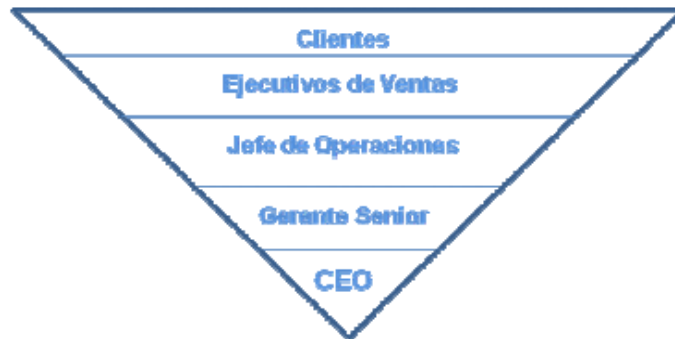 Clientes
Ejecutivos de Ventas
Jefe de Operaciones
Gerente Senior
CEO